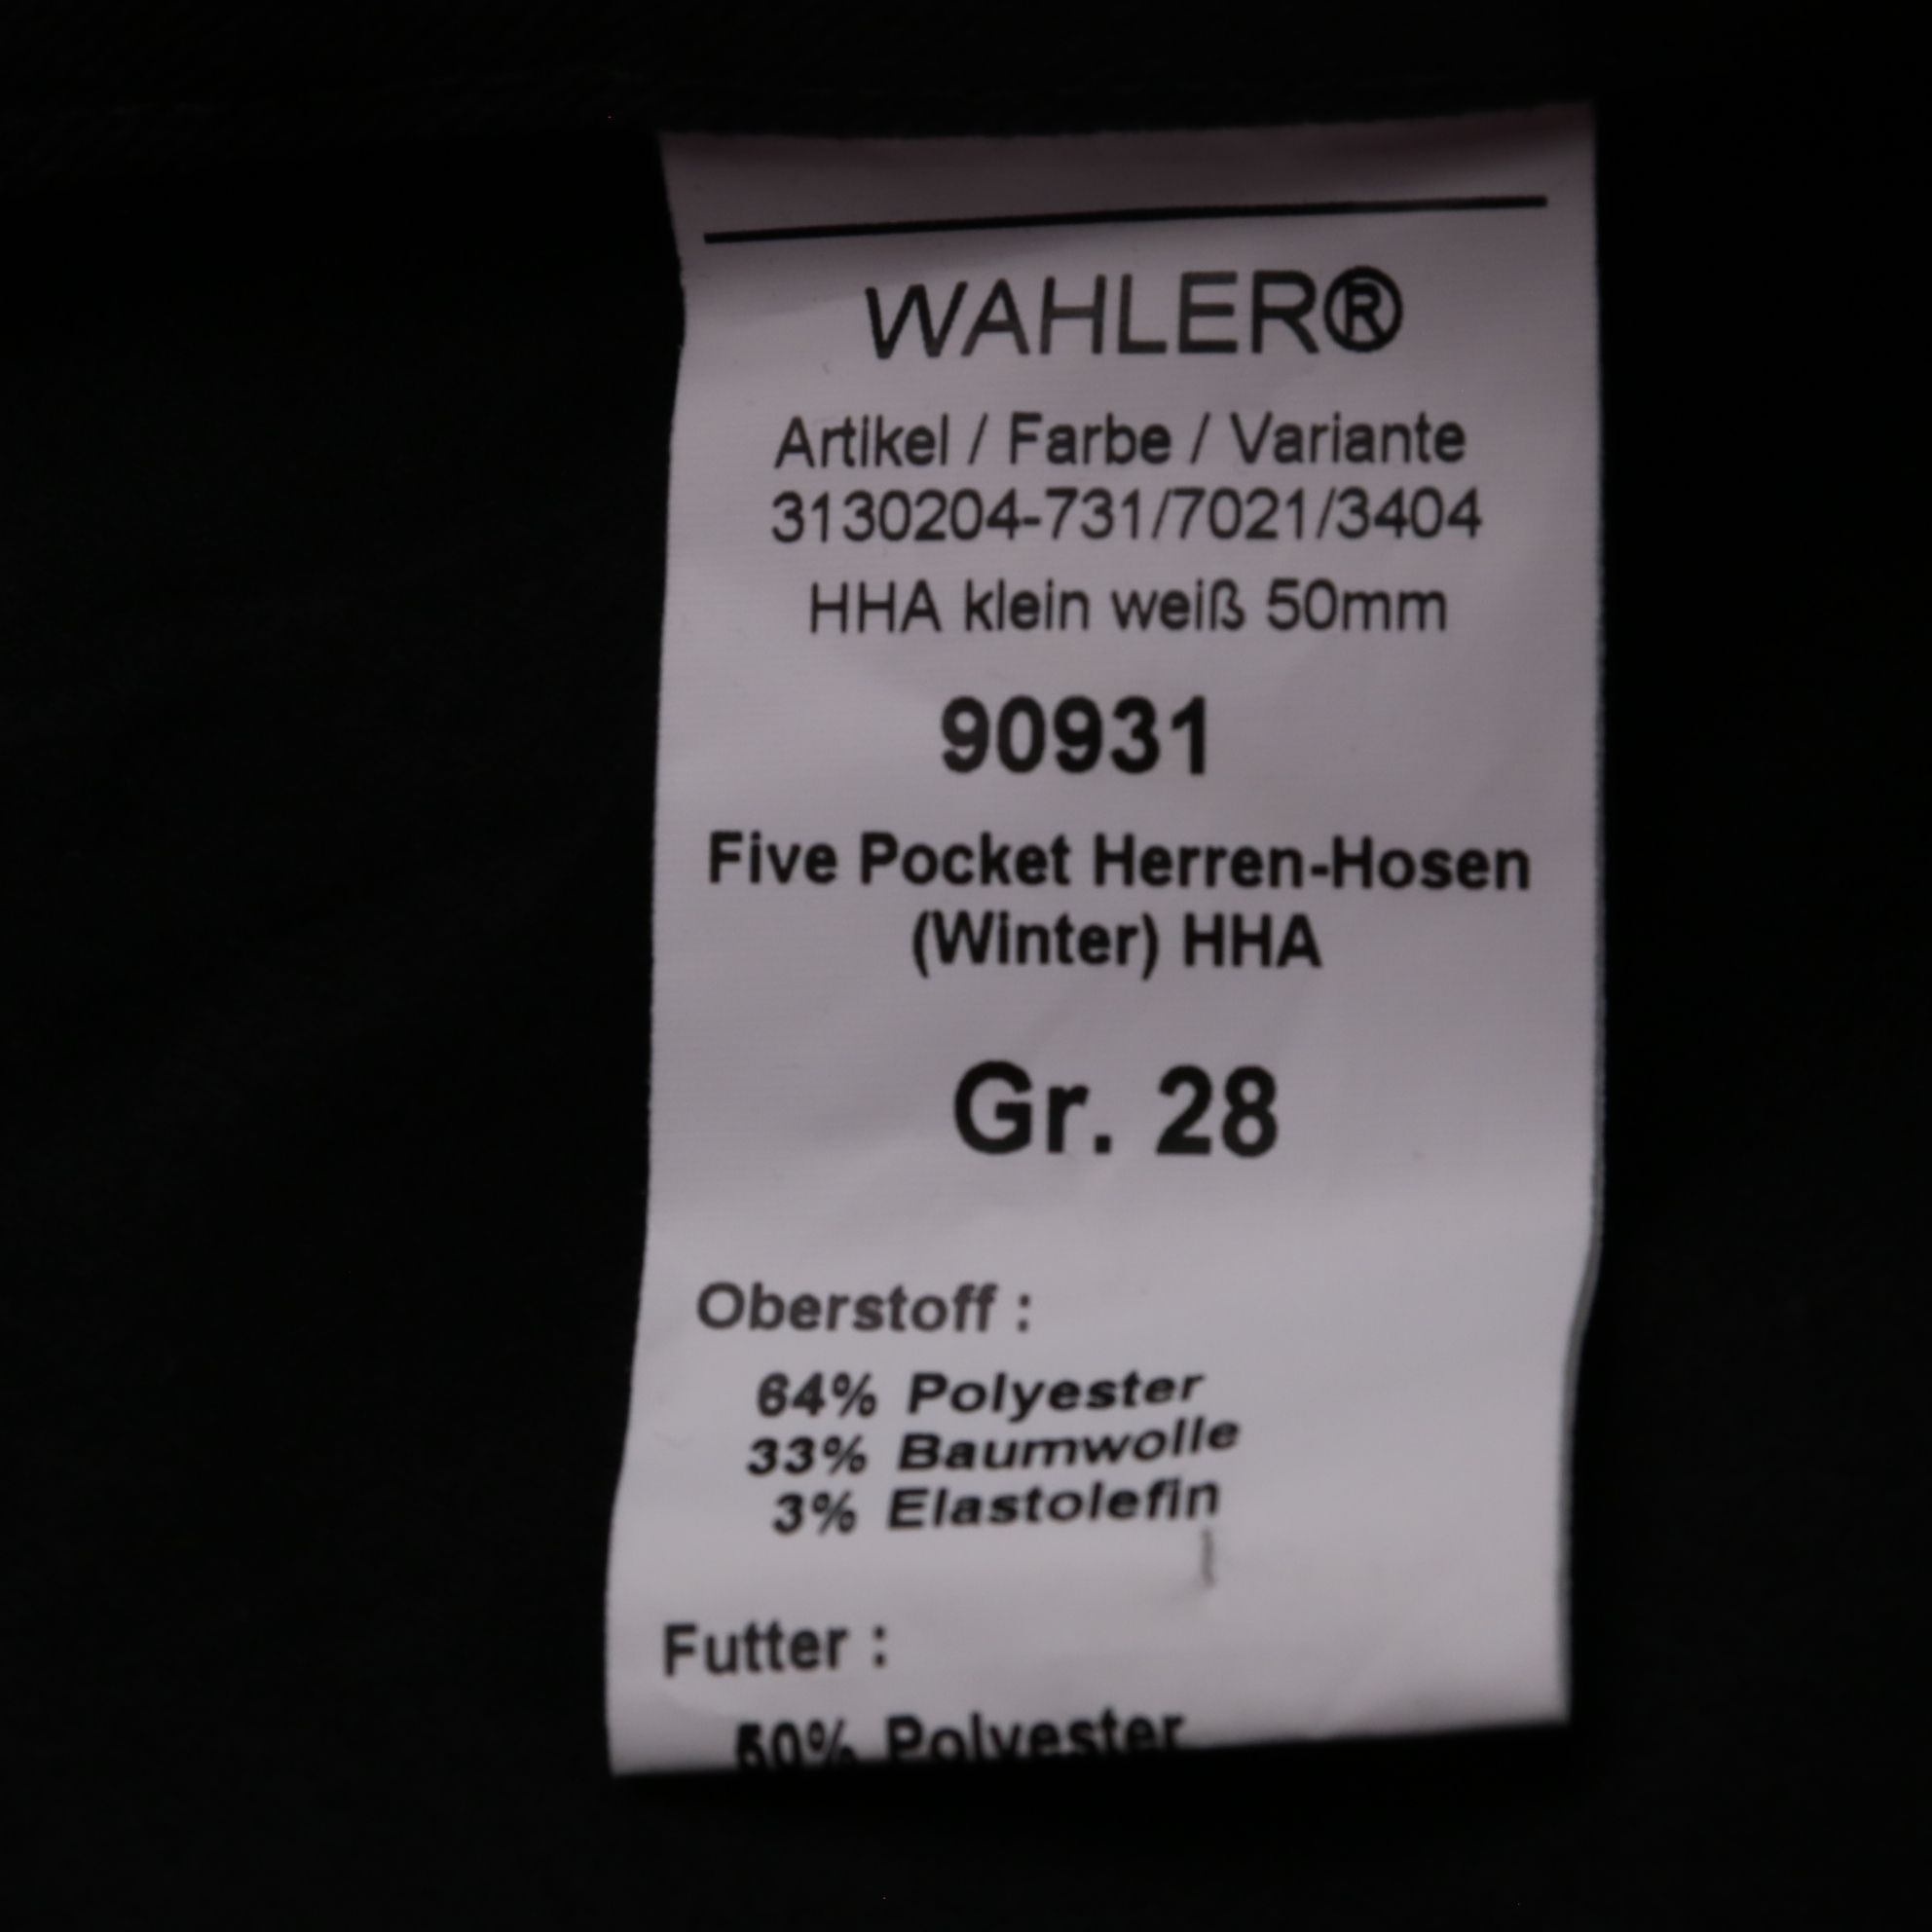 WAHLER®
Artikel / Farbe / Variante
3130204-731/7021/3404
HHA klein weiß 50mm
90931
Five Pocket Herren-Hosen
(Winter) HHA
Gr. 28
Oberstoff :
64% Polyester
33% Baumwolle
3% Elastolefin
Futter :
Polyester